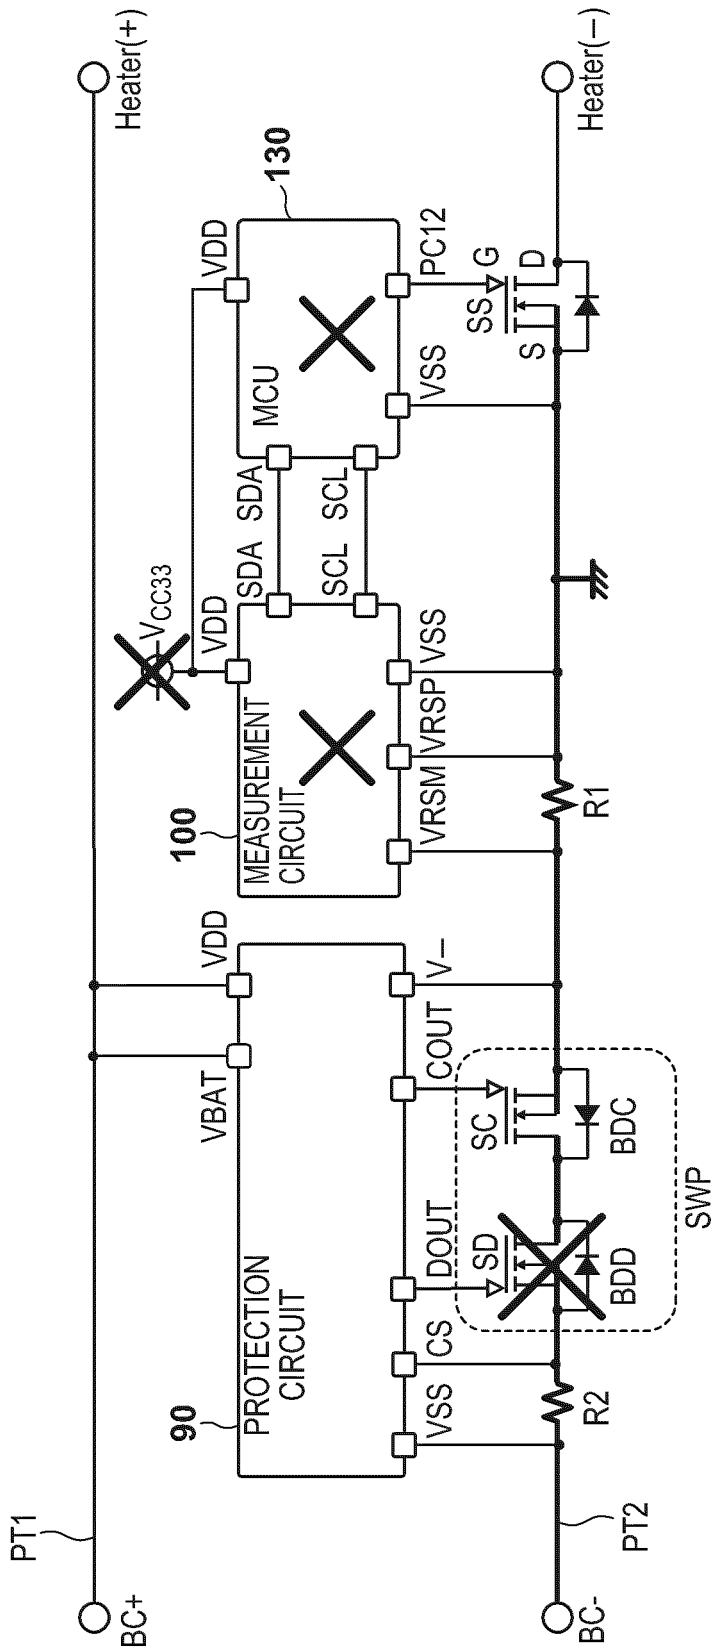 PT1
BC+
Heater(+)
90
PROTECTION
CIRCUIT
VBAT
VDD
VSS
CS
DOUT
COUT
V−
100
MEASUREMENT
CIRCUIT
VCC33
VDD
SDA
SCL
VRSM
VRSP
VSS
130
MCU
VDD
SDA
SCL
VSS
PC12
SD
SC
SS
G
S
D
BDD
BDC
SWP
R2
R1
PT2
BC-
Heater(−)